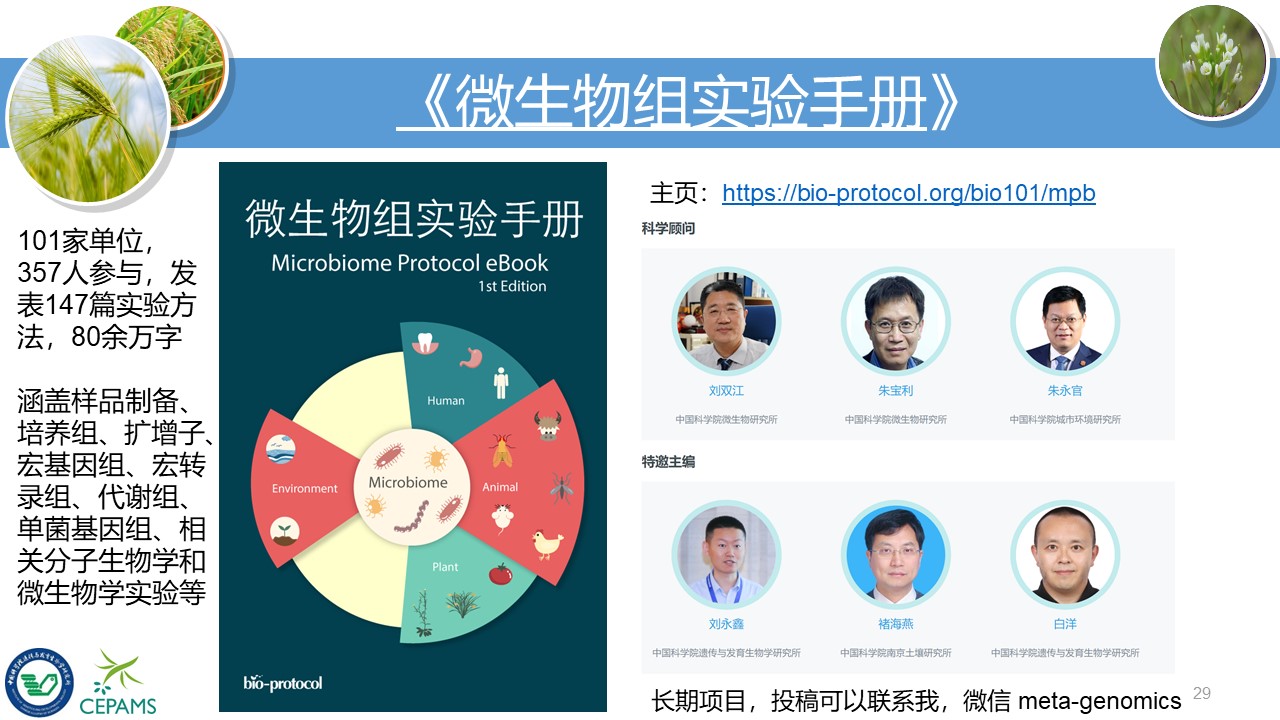 《微生物组实验手册》
101家单位，
357人参与，发
表147篇实验方
法，80余万字
涵盖样品制备、
培养组、扩增子、
宏基因组、宏转
录组、代谢组、
单菌基因组、相
关分子生物学和
微生物学实验等
CEPAMS
微生物组实验手册
Microbiome Protocol eBook
1st Edition
Human
Environment
Microbiome
Animal
Plant
bio-protocol
主页：https://bio-protocol.org/bio101/mpb
科学顾问
刘双江 朱宝利 朱永官
中国科学院微生物研究所 中国科学院微生物研究所 中国科学院城市环境研究所
特邀主编
刘永鑫 褚海燕 白洋
中国科学院遗传与发育生物学研究所 中国科学院南京土壤研究所 中国科学院遗传与发育生物学研究所
长期项目，投稿可以联系我，微信 meta-genomics
29